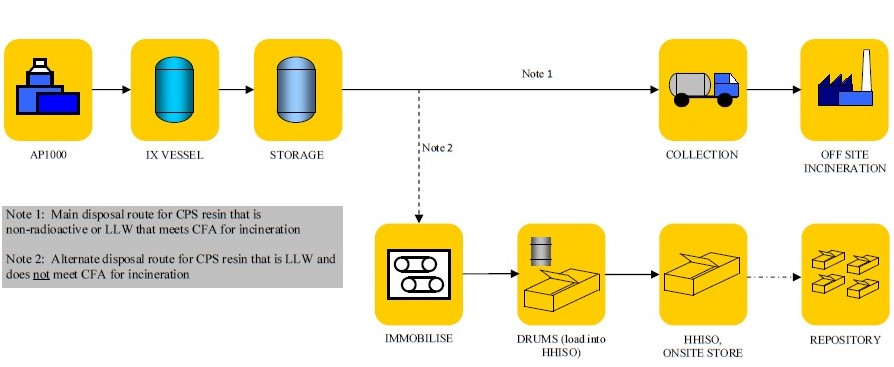 Note 1
AP1000
IX VESSEL
STORAGE
COLLECTION
OFF SITE
INCINERATION
Note 2
Note 1: Main disposal route for CPS resin that is
non-radioactive or LLW that meets CFA for incineration
Note 2: Alternate disposal route for CPS resin that is LLW and
does not meet CFA for incineration
IMMOBILISE
DRUMS (load into
HHISO)
HHISO,
ONSITE STORE
REPOSITORY